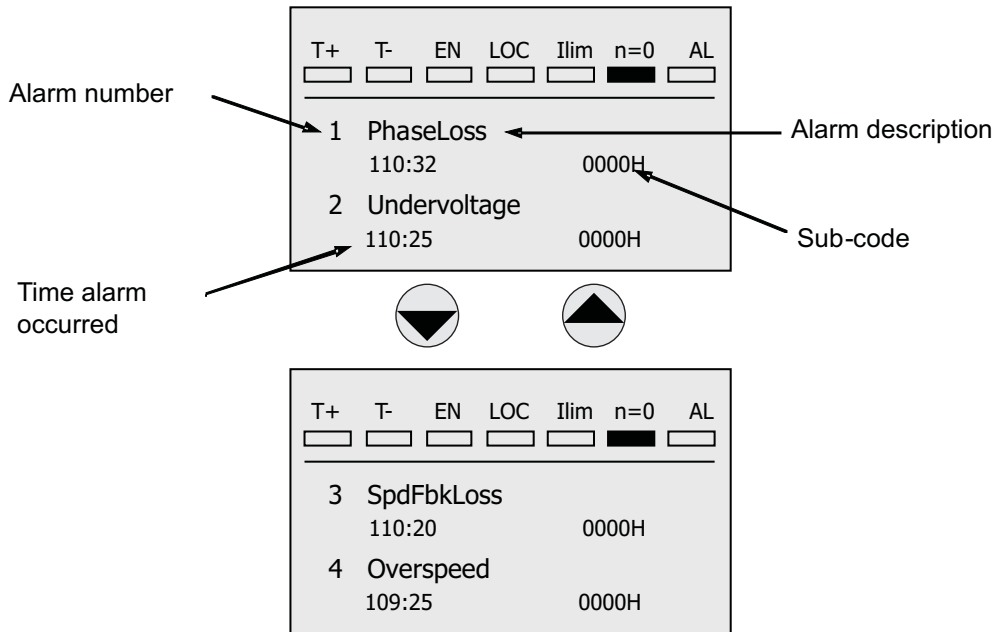 T+ T- EN LOC Ilim n=0 AL
Alarm number
1 PhaseLoss
Alarm description
110:32 0000H
2 Undervoltage
110:25 0000H
Sub-code
Time alarm
occurred
T+ T- EN LOC Ilim n=0 AL
3 SpdFbkLoss
110:20 0000H
4 Overspeed
109:25 0000H